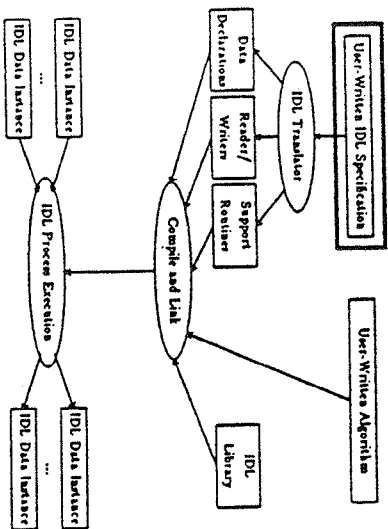 User-Written IDL Specification
User-Written Algorithm
IDL Translator
Data
Declarations
Reader/
Writers
Support
Routines
IDL
Library
Compile and Link
IDL Process Execution
IDL Data Instance
...
IDL Data Instance
IDL Data Instance
...
IDL Data Instance